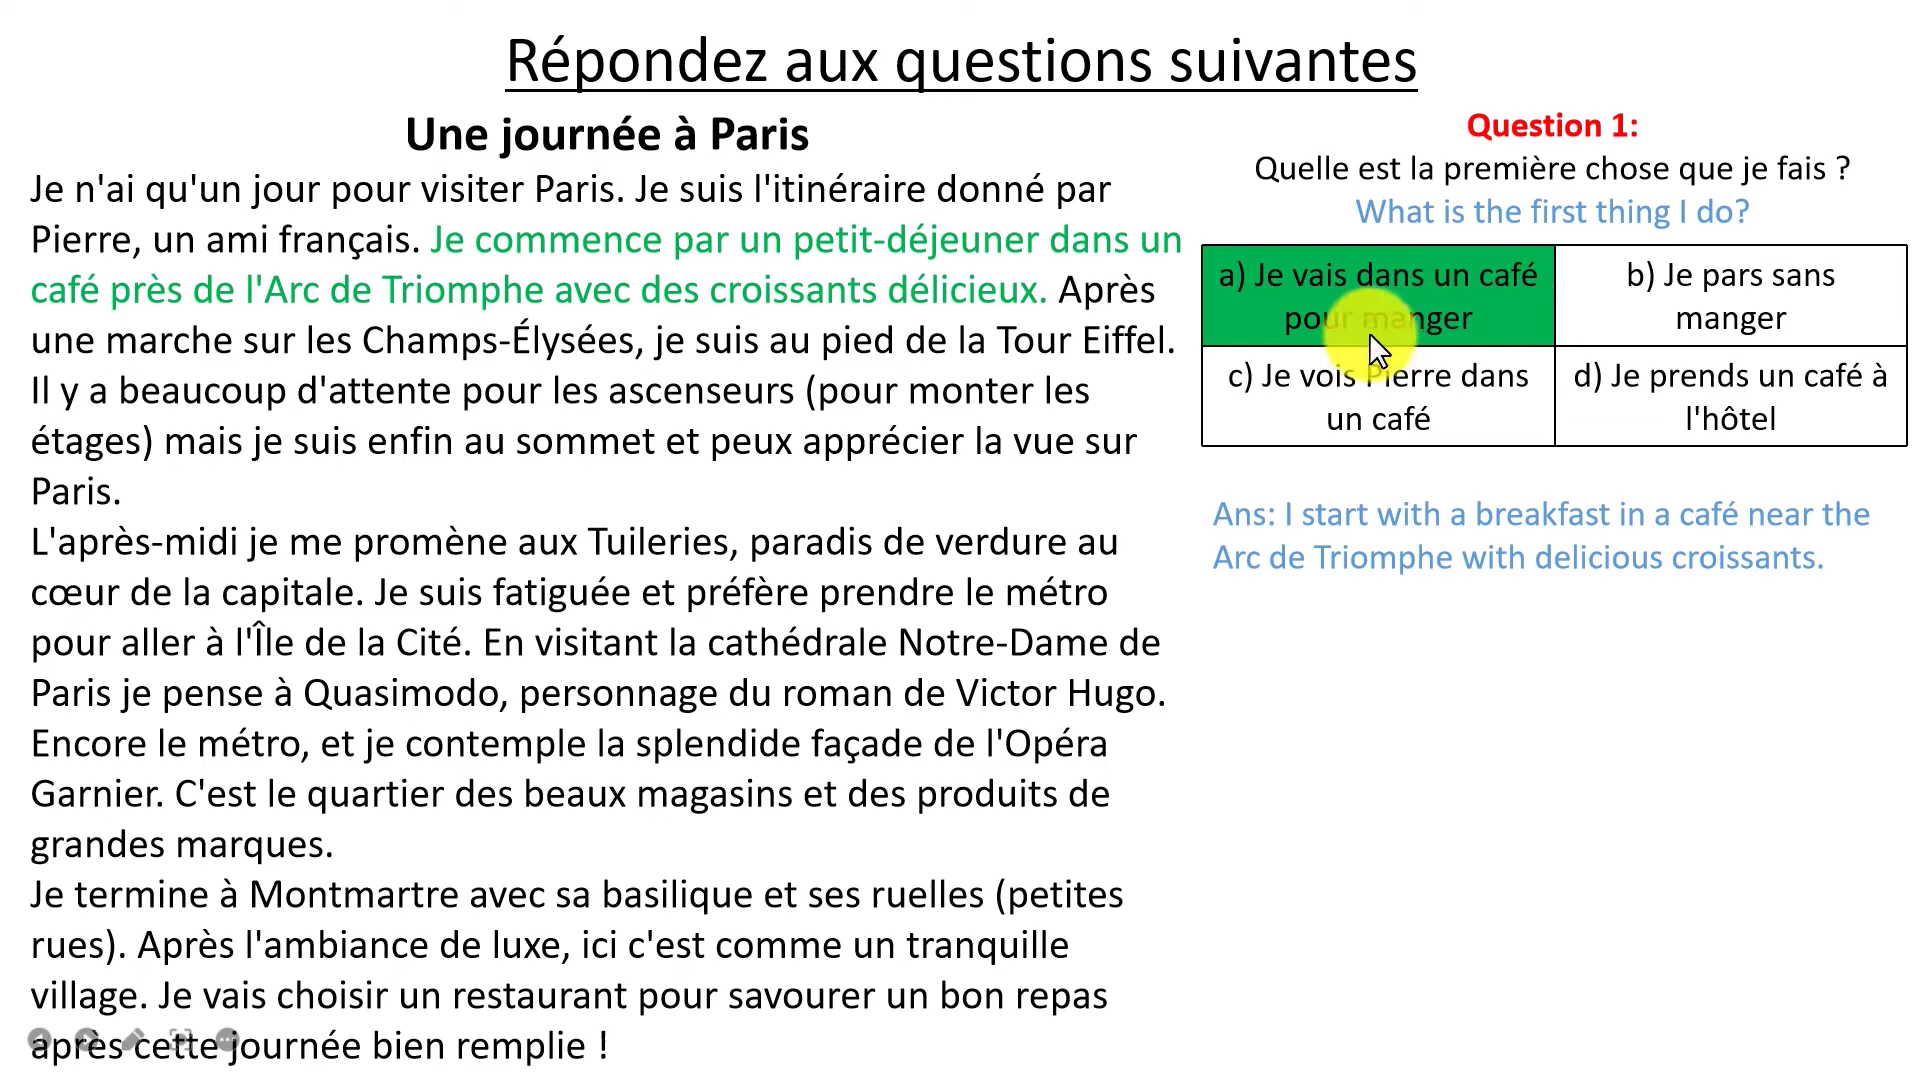 Répondez aux questions suivantes
Une journée à Paris
Je n'ai qu'un jour pour visiter Paris. Je suis l'itinéraire donné par
Pierre, un ami français. Je commence par un petit-déjeuner dans un
café près de l'Arc de Triomphe avec des croissants délicieux. Après
une marche sur les Champs-Élysées, je suis au pied de la Tour Eiffel.
Il y a beaucoup d'attente pour les ascenseurs (pour monter les
étages) mais je suis enfin au sommet et peux apprécier la vue sur
Paris.
L'après-midi je me promène aux Tuileries, paradis de verdure au
cœur de la capitale. Je suis fatiguée et préfère prendre le métro
pour aller à l'Île de la Cité. En visitant la cathédrale Notre-Dame de
Paris je pense à Quasimodo, personnage du roman de Victor Hugo.
Encore le métro, et je contemple la splendide façade de l'Opéra
Garnier. C'est le quartier des beaux magasins et des produits de
grandes marques.
Je termine à Montmartre avec sa basilique et ses ruelles (petites
rues). Après l'ambiance de luxe, ici c'est comme un tranquille
village. Je vais choisir un restaurant pour savourer un bon repas
après cette journée bien remplie !
Question 1:
Quelle est la première chose que je fais ?
What is the first thing I do?
a) Je vais dans un café
pour manger
b) Je pars sans
manger
c) Je vois Pierre dans
un café
d) Je prends un café à
l'hôtel
Ans: I start with a breakfast in a café near the
Arc de Triomphe with delicious croissants.